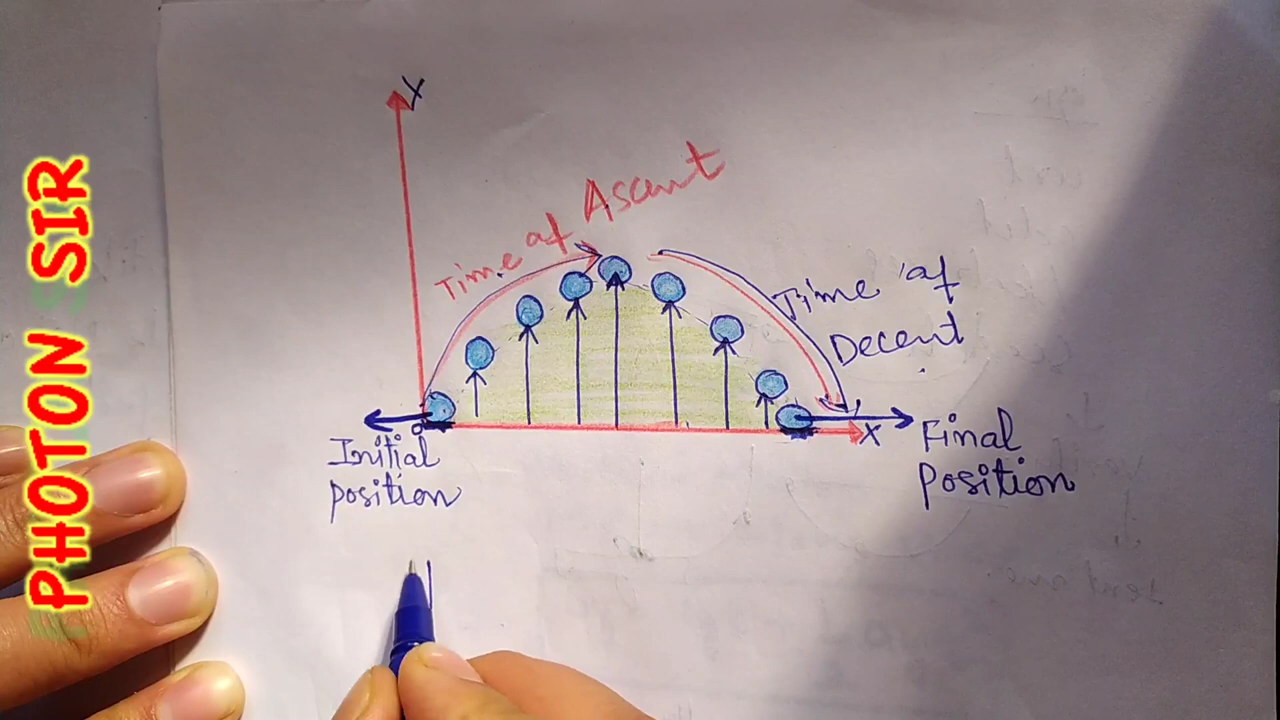 PHOTON SIR
Y
Time of Ascent
Time of
Decent
O
X
Initial
position
Final
position